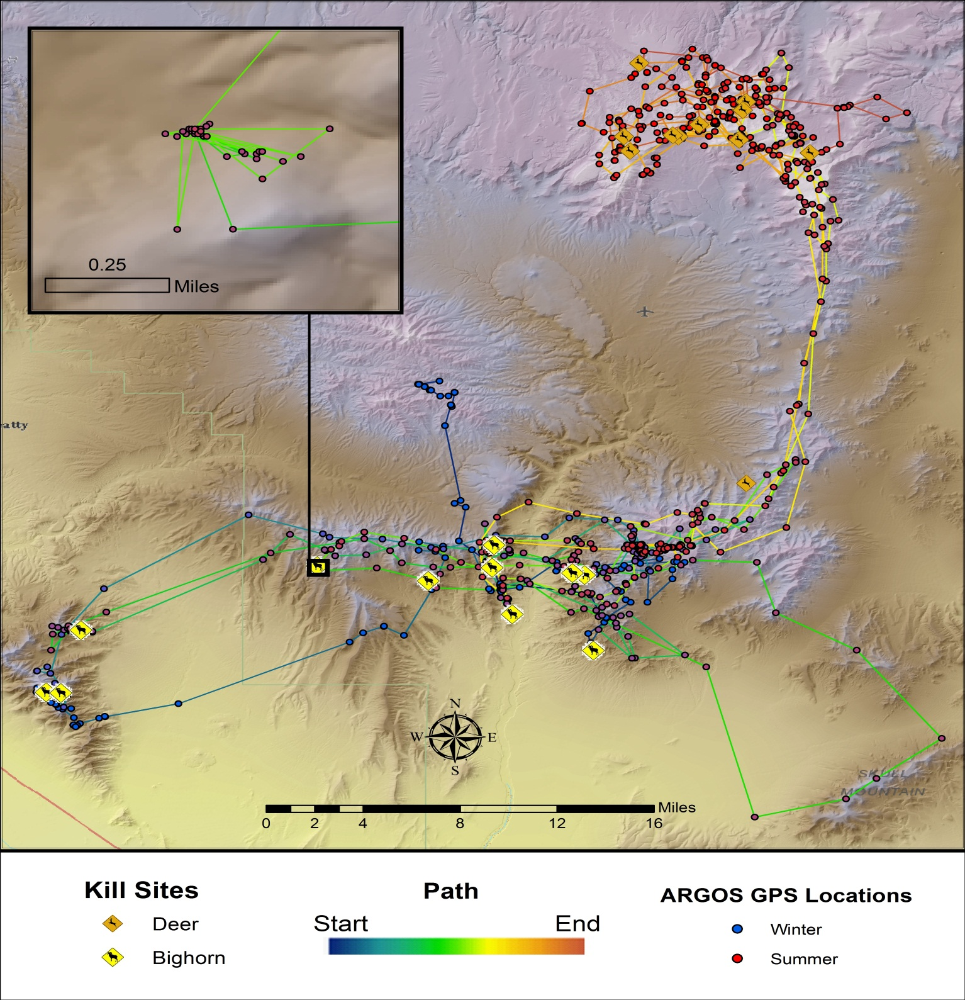 0.25
Miles
atty
N
W E
S
SKULL
MOUNTAIN
Miles
0 2 4 8 12 16
Kill Sites
Deer
Bighorn
Path
Start End
ARGOS GPS Locations
Winter
Summer